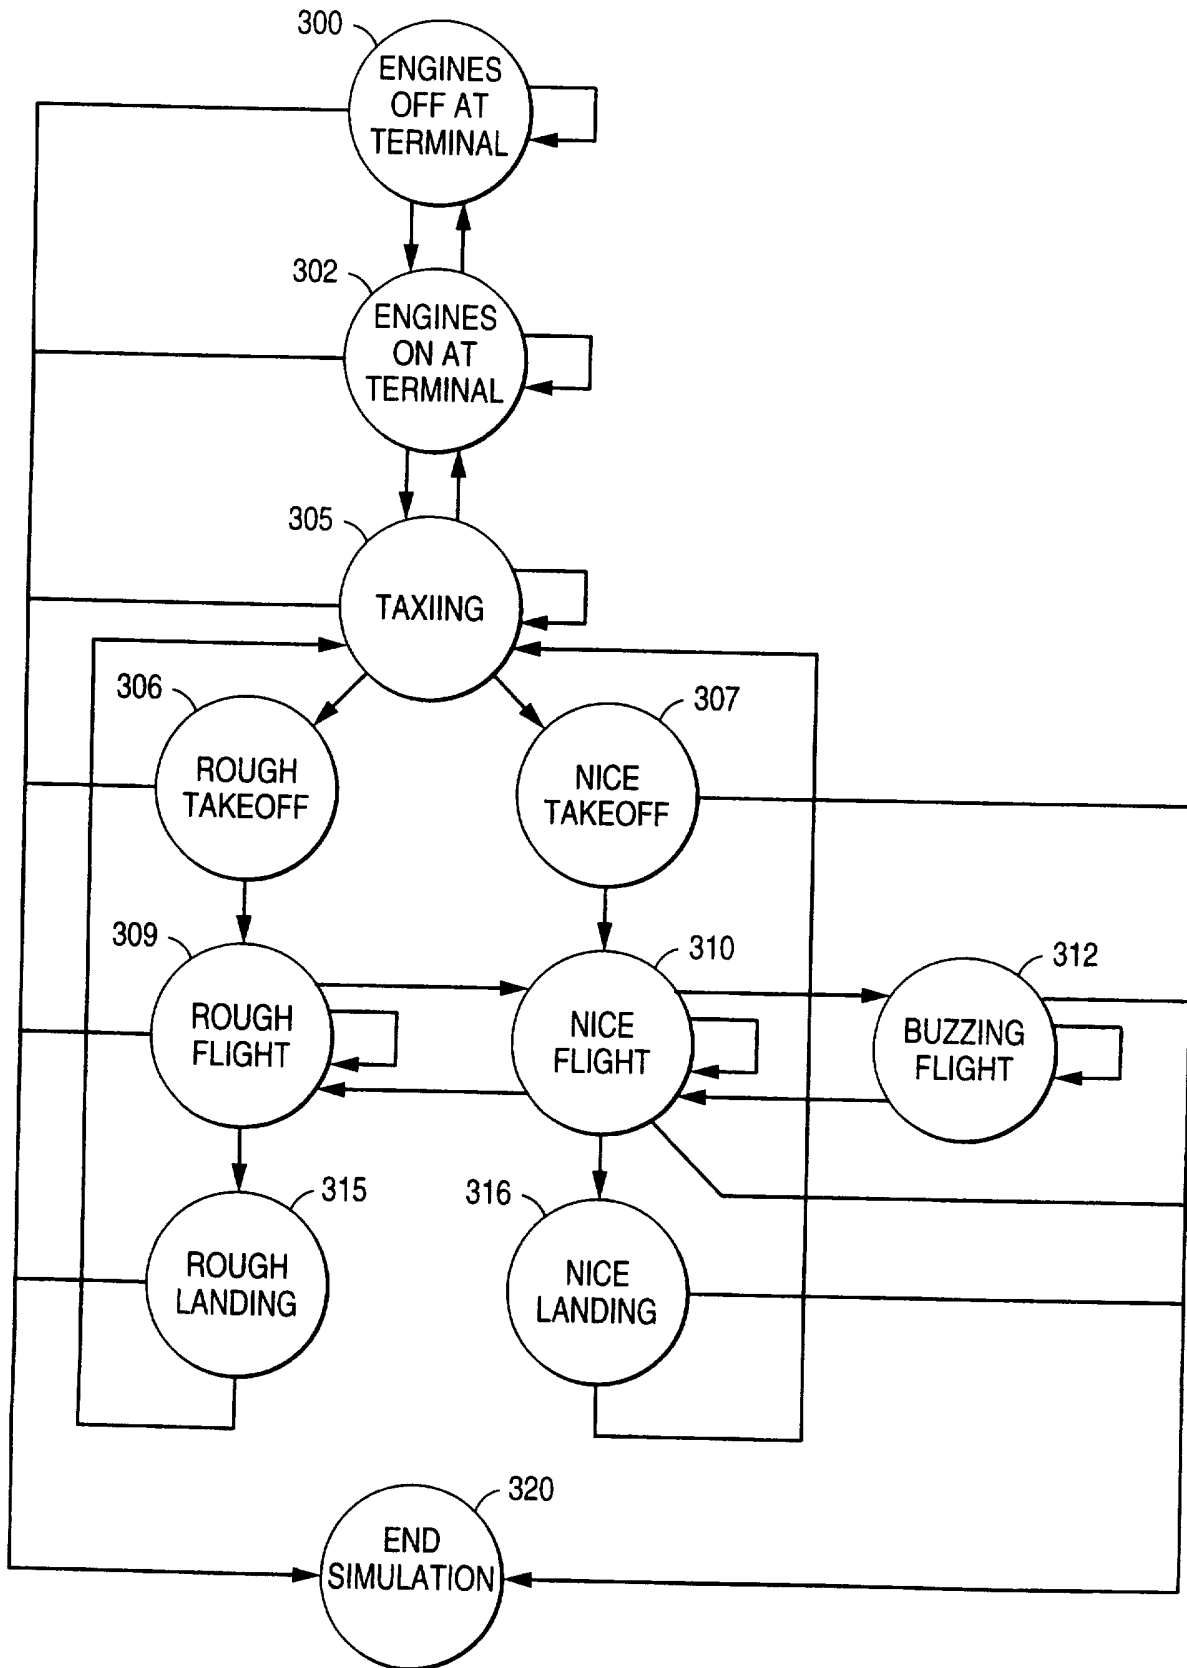 300
ENGINES
OFF AT
TERMINAL
302
ENGINES
ON AT
TERMINAL
305
TAXIING
306
ROUGH
TAKEOFF
307
NICE
TAKEOFF
309
ROUGH
FLIGHT
310
NICE
FLIGHT
312
BUZZING
FLIGHT
315
ROUGH
LANDING
316
NICE
LANDING
320
END
SIMULATION